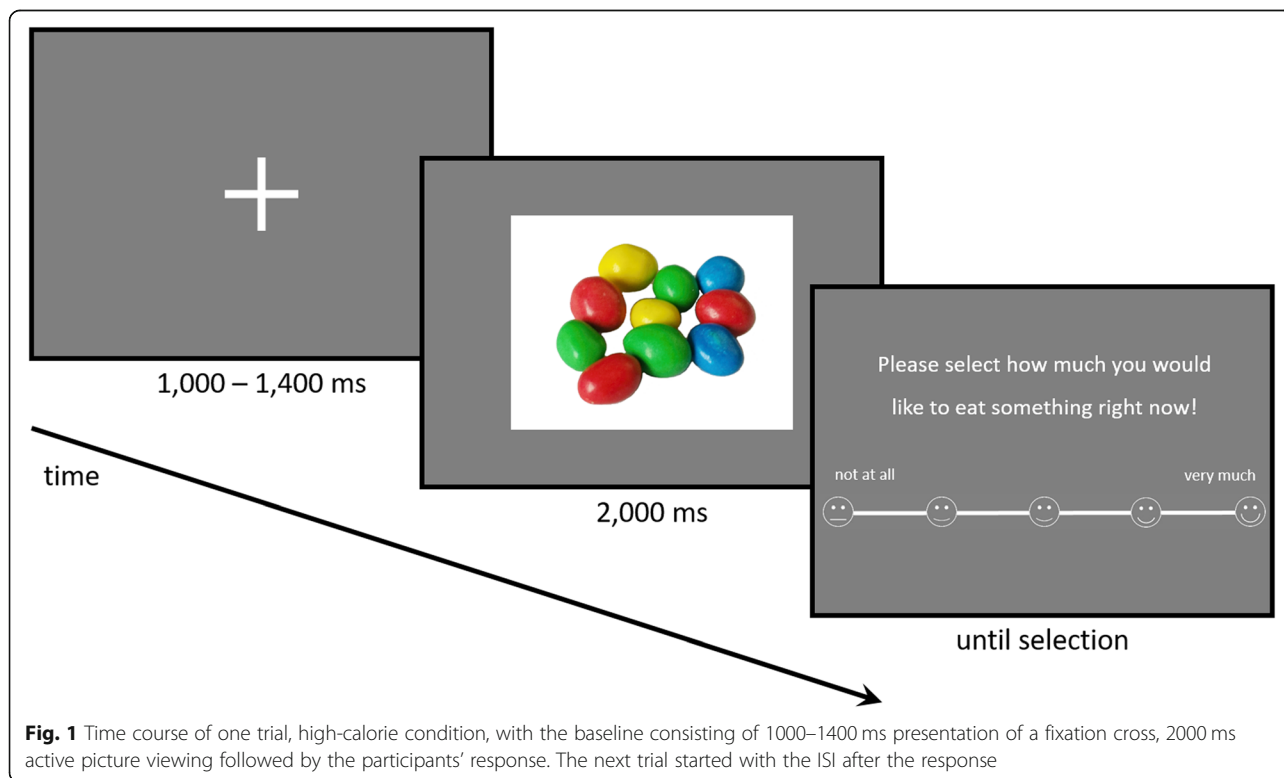 1,000 – 1,400 ms
time
2,000 ms
Please select how much you would
like to eat something right now!
not at all
very much
until selection
Fig. 1 Time course of one trial, high-calorie condition, with the baseline consisting of 1000–1400 ms presentation of a fixation cross, 2000 ms
active picture viewing followed by the participants' response. The next trial started with the ISI after the response